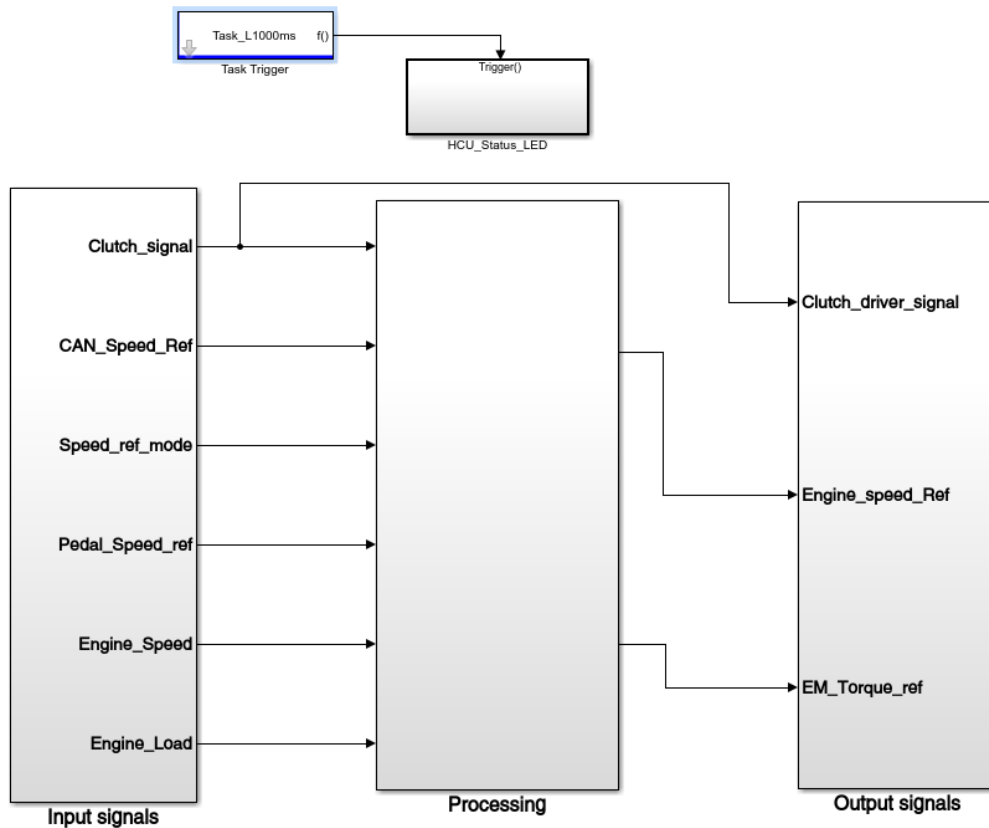 Task_L1000ms f()
Task Trigger
Trigger()
HCU_Status_LED
Clutch_signal
CAN_Speed_Ref
Speed_ref_mode
Pedal_Speed_ref
Engine_Speed
Engine_Load
Input signals
Processing
Clutch_driver_signal
Engine_speed_Ref
EM_Torque_ref
Output signals